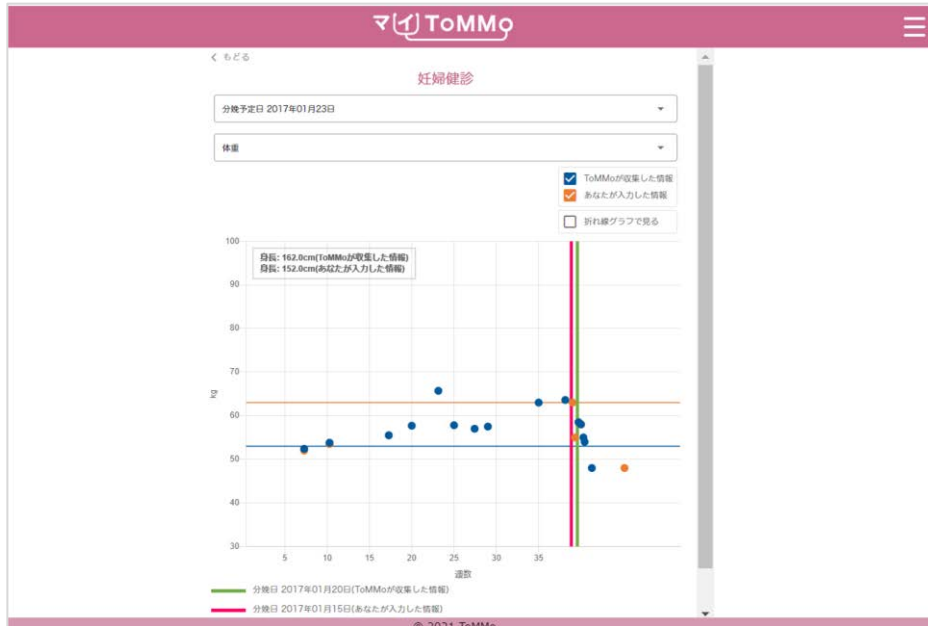 マイToMMo
もどる
妊婦健診
分娩予定日 2017年01月23日
体重
ToMMoが収集した情報
あなたが入力した情報
折れ線グラフで見る
身長: 162.0cm(ToMMoが収集した情報)
身長: 152.0cm(あなたが入力した情報)
100
90
80
70
60
50
40
30
kg
5 10 15 20 25 30 35
週数
分娩日 2017年01月20日(ToMMoが収集した情報)
分娩日 2017年01月15日(あなたが入力した情報)
© 2021 ToMMo